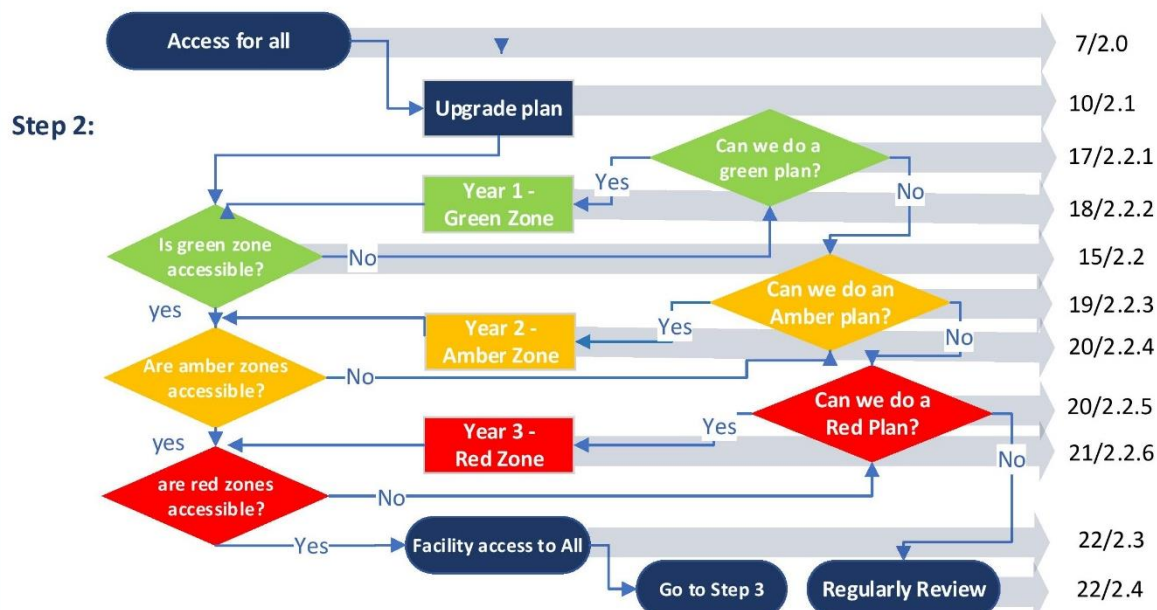 Access for all
7/2.0
Upgrade plan
10/2.1
Step 2:
Can we do a
green plan?
17/2.2.1
Yes
No
Year 1 -
Green Zone
18/2.2.2
Is green zone
accessible?
No
15/2.2
Can we do an
Amber plan?
19/2.2.3
yes
Yes
No
Year 2 -
Amber Zone
20/2.2.4
Are amber zones
accessible?
No
Can we do a
Red Plan?
20/2.2.5
yes
Yes
Year 3 -
Red Zone
21/2.2.6
No
are red zones
accessible?
No
Yes
Facility access to All
22/2.3
Go to Step 3
Regularly Review
22/2.4